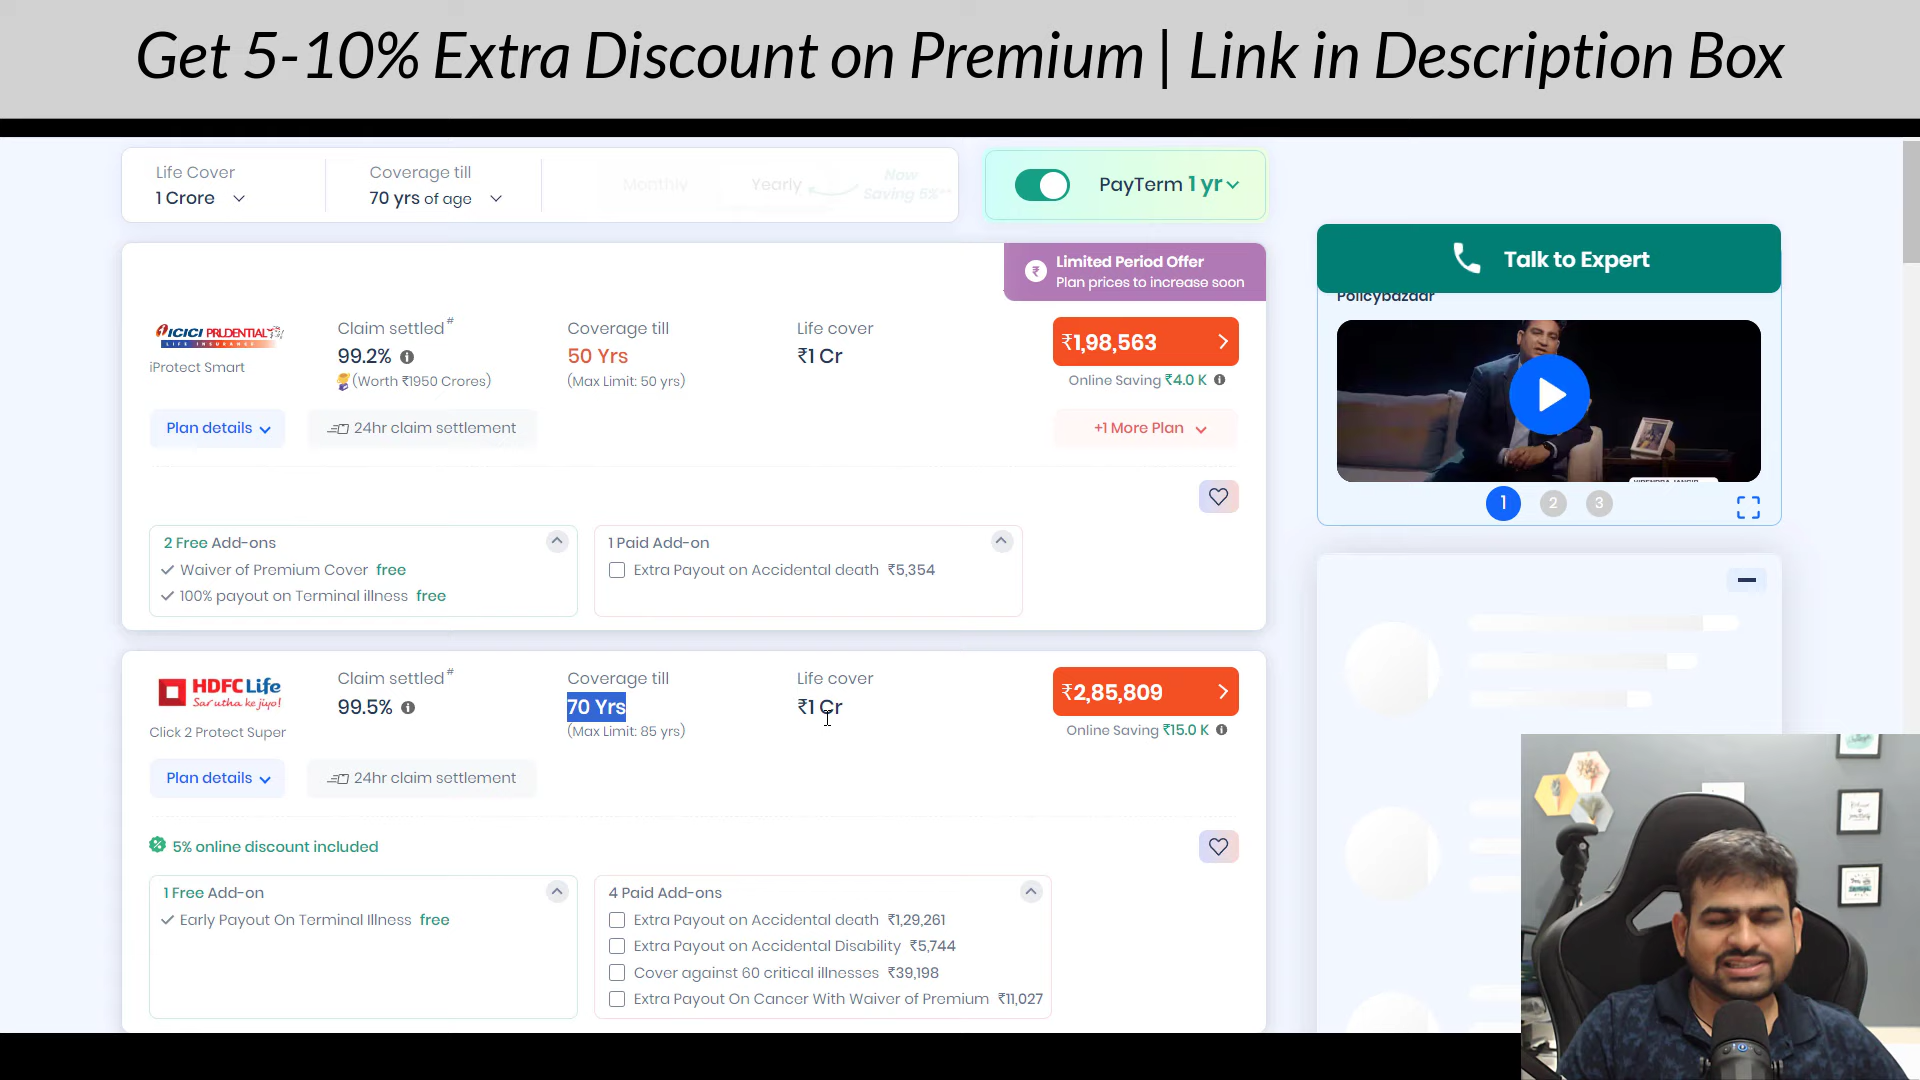 Get 5-10% Extra Discount on Premium | Link in Description Box
Life Cover
1 Crore
Coverage till
70 yrs of age
Monthly
Yearly
Now
Saving 5%**
PayTerm 1 yr
Limited Period Offer
Plan prices to increase soon
Talk to Expert
Policybazaar
ICICI PRUDENTIAL
LIFE INSURANCE
iProtect Smart
Claim settled#
99.2%
(Worth ₹1950 Crores)
Coverage till
50 Yrs
(Max Limit: 50 yrs)
Life cover
₹1 Cr
₹1,98,563
Online Saving ₹4.0 K
Plan details
24hr claim settlement
+1 More Plan
1
2
3
2 Free Add-ons
Waiver of Premium Cover free
100% payout on Terminal illness free
1 Paid Add-on
Extra Payout on Accidental death ₹5,354
HDFC Life
Sar utha ke jiyo!
Click 2 Protect Super
Claim settled#
99.5%
Coverage till
70 Yrs
(Max Limit: 85 yrs)
Life cover
₹1 Cr
₹2,85,809
Online Saving ₹15.0 K
Plan details
24hr claim settlement
5% online discount included
1 Free Add-on
Early Payout On Terminal Illness free
4 Paid Add-ons
Extra Payout on Accidental death ₹1,29,261
Extra Payout on Accidental Disability ₹5,744
Cover against 60 critical illnesses ₹39,198
Extra Payout On Cancer With Waiver of Premium ₹11,027